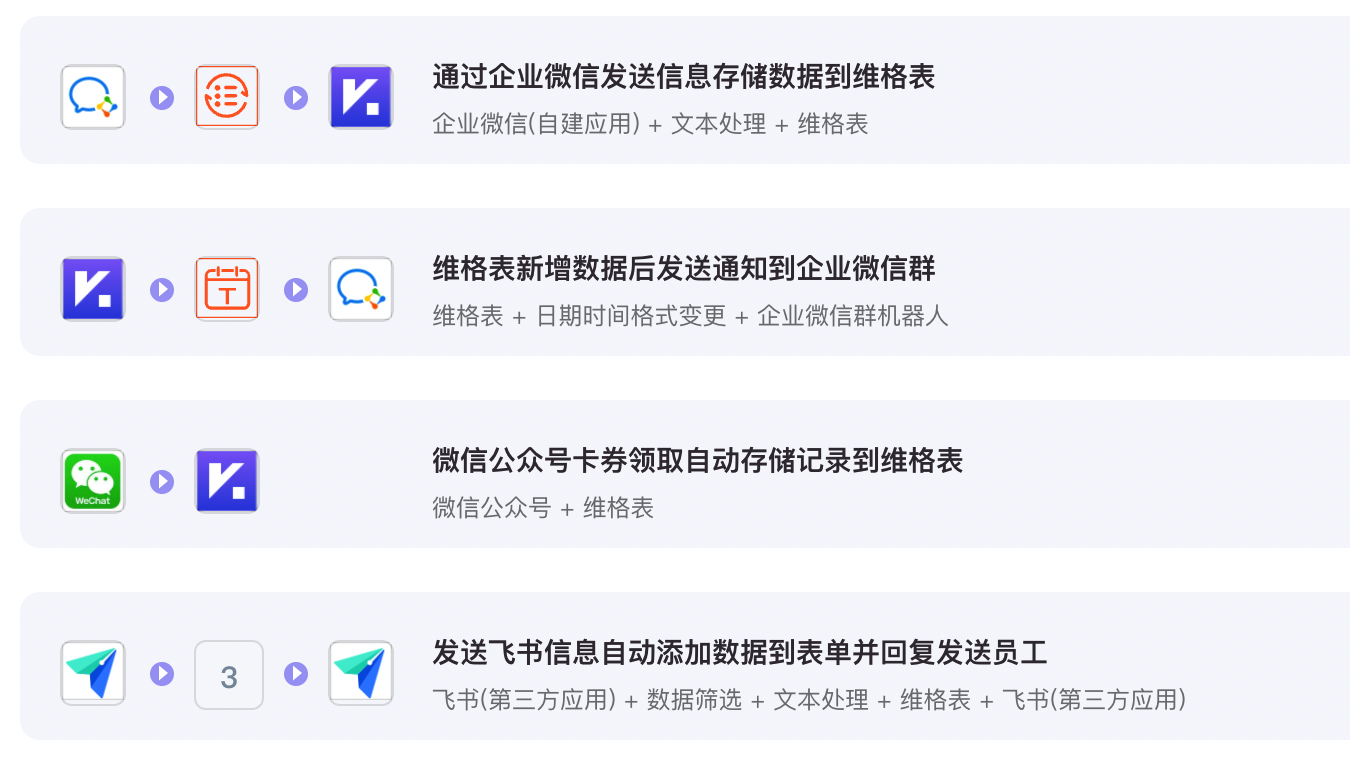 通过企业微信发送信息存储数据到维格表
企业微信(自建应用) + 文本处理 + 维格表
维格表新增数据后发送通知到企业微信群
T
维格表 + 日期时间格式变更 + 企业微信群机器人
微信公众号卡券领取自动存储记录到维格表
WeChat
微信公众号 + 维格表
发送飞书信息自动添加数据到表单并回复发送员工
3
飞书(第三方应用) + 数据筛选 + 文本处理 + 维格表 + 飞书(第三方应用)